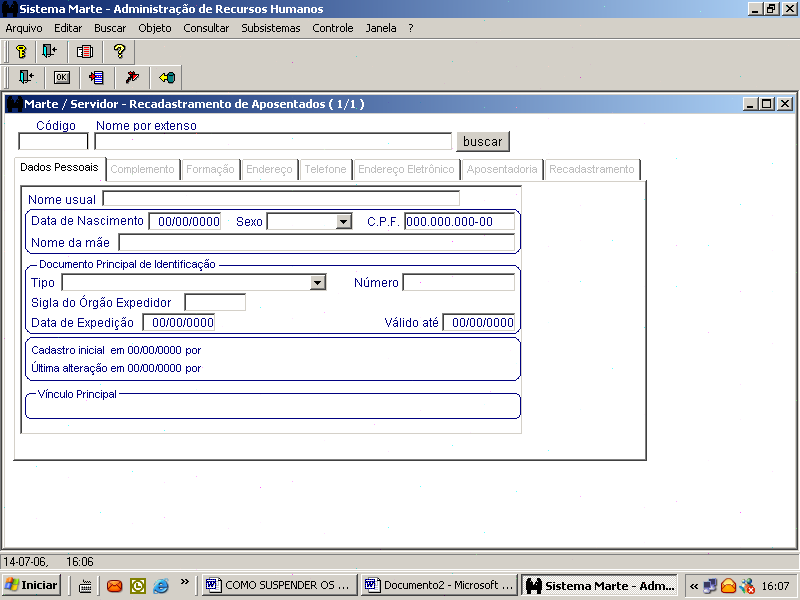 Sistema Marte - Administração de Recursos Humanos
Arquivo Editar Buscar Objeto Consultar Subsistemas Controle Janela ?
OK
Marte / Servidor - Recadastramento de Aposentados ( 1/1 )
Código Nome por extenso
buscar
Dados Pessoais Complemento Formação Endereço Telefone Endereço Eletrônico Aposentadoria Recadastramento
Nome usual
Data de Nascimento 00/00/0000 Sexo C.P.F. 000.000.000-00
Nome da mãe
Documento Principal de Identificação
Tipo Número
Sigla do Órgão Expedidor
Data de Expedição 00/00/0000 Válido até 00/00/0000
Cadastro inicial em 00/00/0000 por
Última alteração em 00/00/0000 por
Vínculo Principal
14-07-06, 16:06
Iniciar » COMO SUSPENDER OS ... Documento2 - Microsoft ... Sistema Marte - Adm... « 16:07